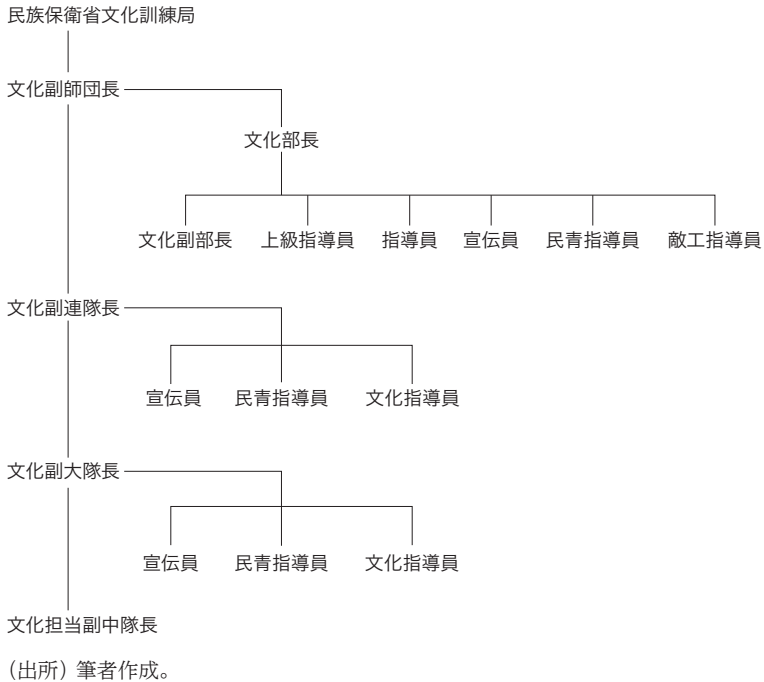 民族保衛省文化訓練局
文化副師団長
文化部長
文化副部長 上級指導員 指導員 宣伝員 民青指導員 敵工指導員
文化副連隊長
宣伝員 民青指導員 文化指導員
文化副大隊長
宣伝員 民青指導員 文化指導員
文化担当副中隊長
(出所) 筆者作成。